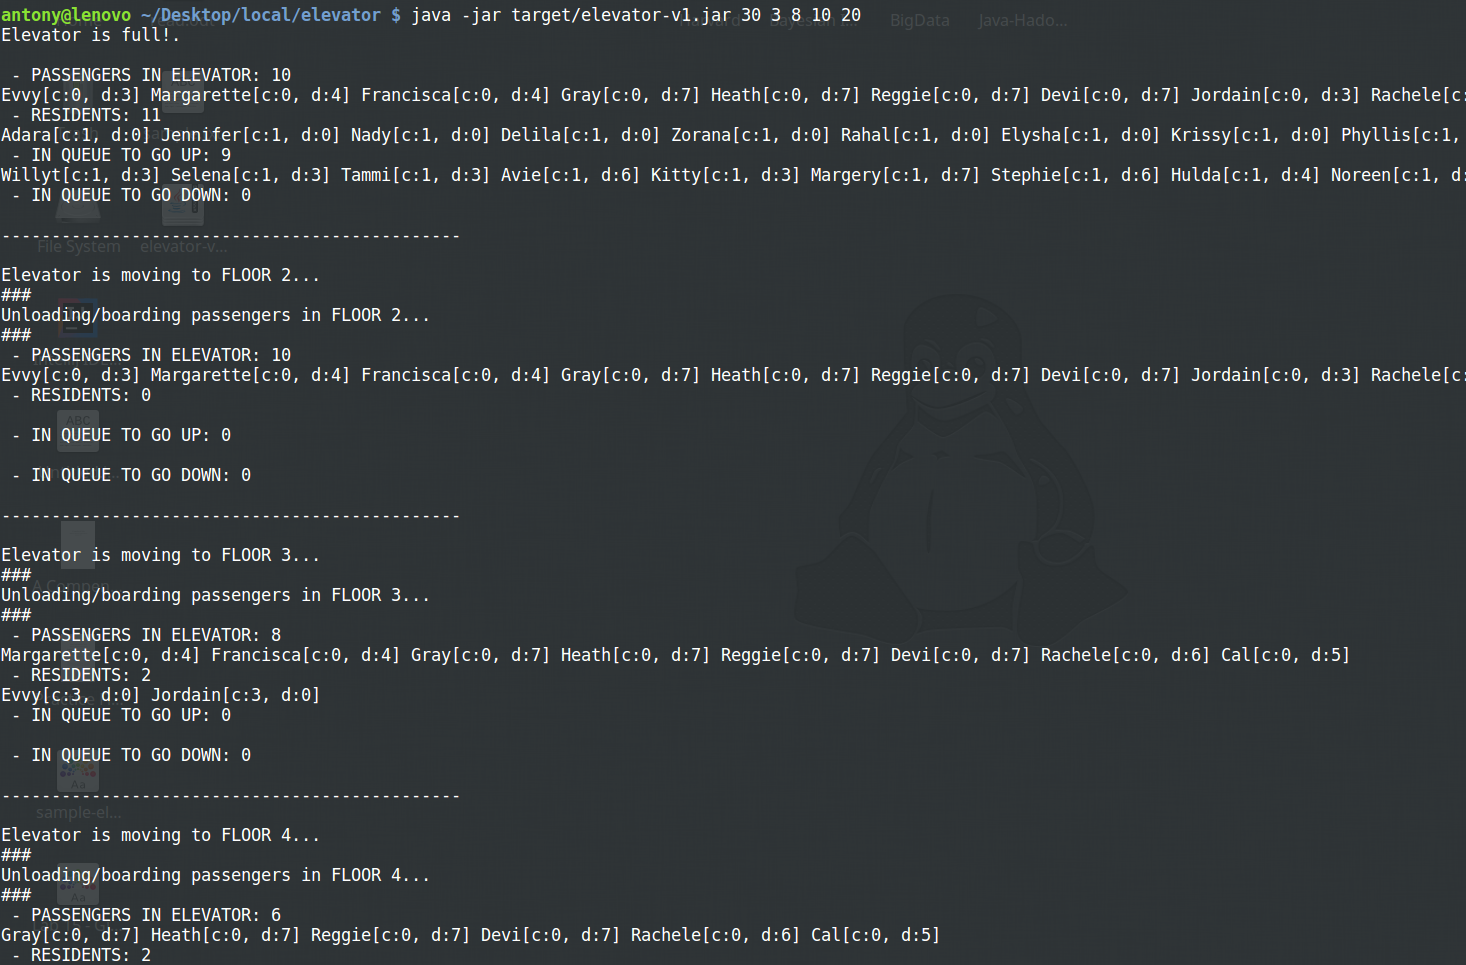 antony@lenovo ~/Desktop/local/elevator $ java -jar target/elevator-v1.jar 30 3 8 10 20
BigData
Java-Hado...
Elevator is full!.
- PASSENGERS IN ELEVATOR: 10
Evvy[c:0, d:3] Margarette[c:0, d:4] Francisca[c:0, d:4] Gray[c:0, d:7] Heath[c:0, d:7] Reggie[c:0, d:7] Devi[c:0, d:7] Jordain[c:0, d:3] Rachele[c:
- RESIDENTS: 11
Adara[c:1, d:0] Jennifer[c:1, d:0] Nady[c:1, d:0] Delila[c:1, d:0] Zorana[c:1, d:0] Rahal[c:1, d:0] Elysha[c:1, d:0] Krissy[c:1, d:0] Phyllis[c:1,
- IN QUEUE TO GO UP: 9
Willyt[c:1, d:3] Selena[c:1, d:3] Tammi[c:1, d:3] Avie[c:1, d:6] Kitty[c:1, d:3] Margery[c:1, d:7] Stephie[c:1, d:6] Hulda[c:1, d:4] Noreen[c:1, d:
- IN QUEUE TO GO DOWN: 0
----------------------------------------------
File System
elevator-v...
Elevator is moving to FLOOR 2...
###
Unloading/boarding passengers in FLOOR 2...
###
- PASSENGERS IN ELEVATOR: 10
Evvy[c:0, d:3] Margarette[c:0, d:4] Francisca[c:0, d:4] Gray[c:0, d:7] Heath[c:0, d:7] Reggie[c:0, d:7] Devi[c:0, d:7] Jordain[c:0, d:3] Rachele[c:
- RESIDENTS: 0
- IN QUEUE TO GO UP: 0
- IN QUEUE TO GO DOWN: 0
----------------------------------------------
Elevator is moving to FLOOR 3...
###
A Compen...
Unloading/boarding passengers in FLOOR 3...
###
- PASSENGERS IN ELEVATOR: 8
Margarette[c:0, d:4] Francisca[c:0, d:4] Gray[c:0, d:7] Heath[c:0, d:7] Reggie[c:0, d:7] Devi[c:0, d:7] Rachele[c:0, d:6] Cal[c:0, d:5]
- RESIDENTS: 2
Evvy[c:3, d:0] Jordain[c:3, d:0]
- IN QUEUE TO GO UP: 0
- IN QUEUE TO GO DOWN: 0
----------------------------------------------
sample-el...
Elevator is moving to FLOOR 4...
###
Unloading/boarding passengers in FLOOR 4...
###
- PASSENGERS IN ELEVATOR: 6
Gray[c:0, d:7] Heath[c:0, d:7] Reggie[c:0, d:7] Devi[c:0, d:7] Rachele[c:0, d:6] Cal[c:0, d:5]
- RESIDENTS: 2